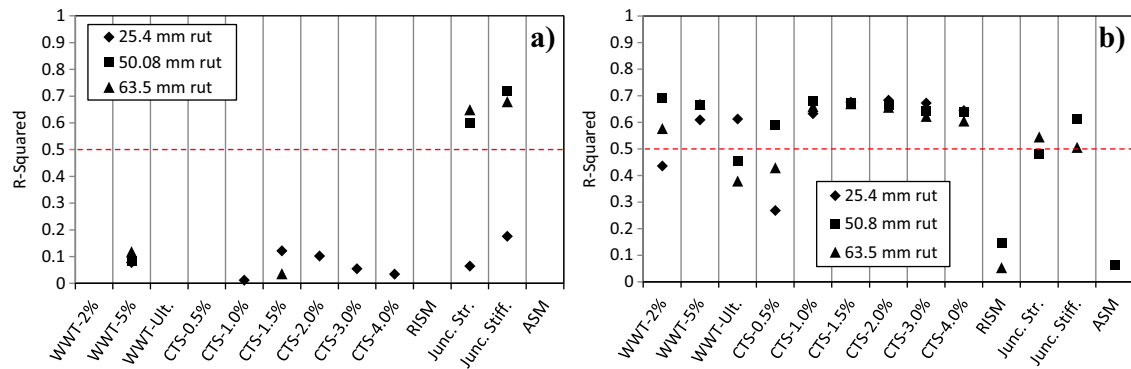 a)
25.4 mm rut
50.08 mm rut
63.5 mm rut
R-Squared
1
0.9
0.8
0.7
0.6
0.5
0.4
0.3
0.2
0.1
0
WWT-2%
WWT-5%
WWT-Ult.
CTS-0.5%
CTS-1.0%
CTS-1.5%
CTS-2.0%
CTS-3.0%
CTS-4.0%
RISM
Junc. Str.
Junc. Stiff.
ASM
b)
R-Squared
1
0.9
0.8
0.7
0.6
0.5
0.4
0.3
0.2
0.1
0
25.4 mm rut
50.8 mm rut
63.5 mm rut
WWT-2%
WWT-5%
WWT-Ult.
CTS-0.5%
CTS-1.0%
CTS-1.5%
CTS-2.0%
CTS-3.0%
CTS-4.0%
RISM
Junc. Str.
Junc. Stiff.
ASM